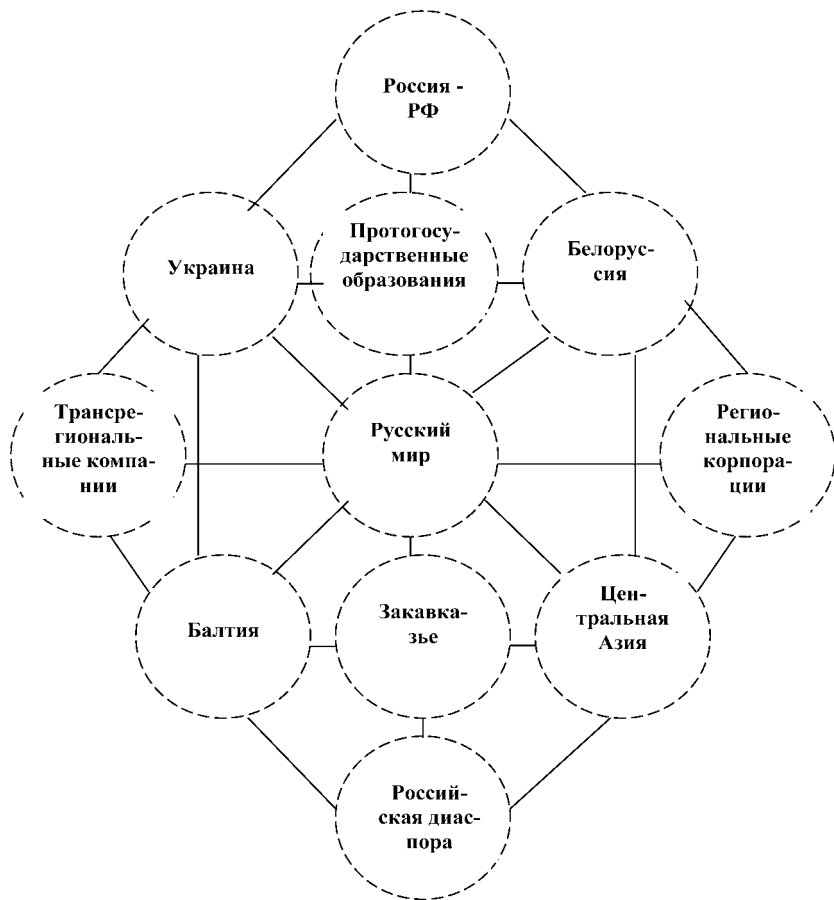 Россия -
РФ
Украина
Протогосу-
дарственные
образования
Белорус-
сия
Трансре-
гиональ-
ные компа-
нии
Русский
мир
Регио-
нальные
корпора-
ции
Балтия
Закавка-
зье
Цен-
тральная
Азия
Россий-
ская диас-
пора